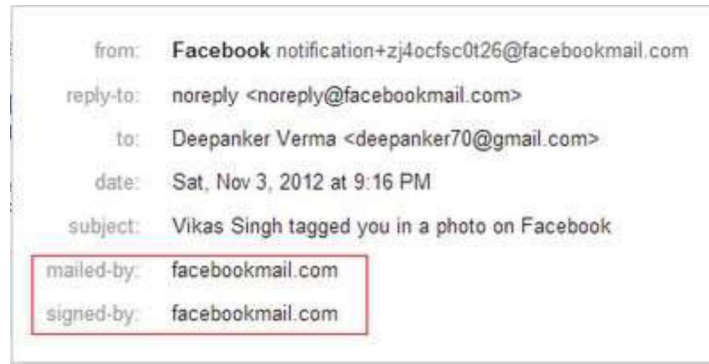 from: Facebook notification+zj4ocfsc0t26@facebookmail.com
reply-to: noreply <noreply@facebookmail.com>
to: Deepanker Verma <deepanker70@gmail.com>
date: Sat, Nov 3, 2012 at 9:16 PM
subject: Vikas Singh tagged you in a photo on Facebook
mailed-by: facebookmail.com
signed-by: facebookmail.com